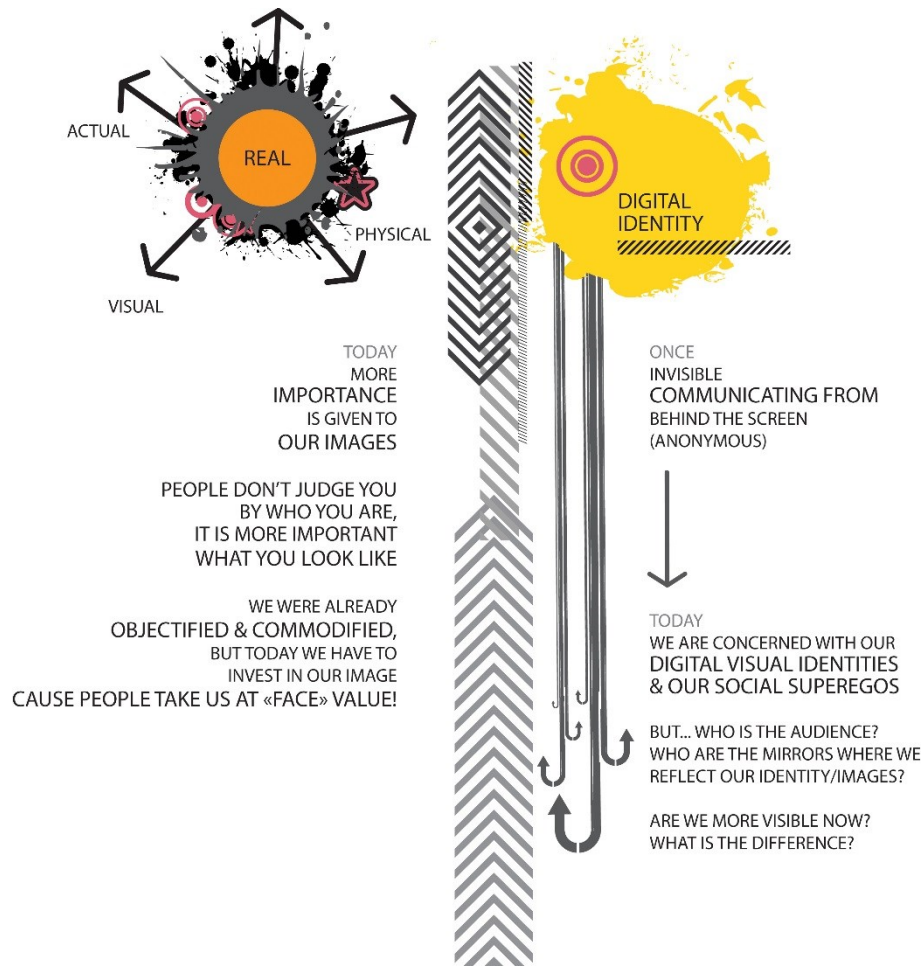 ACTUAL
REAL
PHYSICAL
VISUAL
TODAY
MORE
IMPORTANCE
IS GIVEN TO
OUR IMAGES
PEOPLE DON'T JUDGE YOU
BY WHO YOU ARE,
IT IS MORE IMPORTANT
WHAT YOU LOOK LIKE
WE WERE ALREADY
OBJECTIFIED & COMMODIFIED,
BUT TODAY WE HAVE TO
INVEST IN OUR IMAGE
CAUSE PEOPLE TAKE US AT «FACE» VALUE!
DIGITAL
IDENTITY
ONCE
INVISIBLE
COMMUNICATING FROM
BEHIND THE SCREEN
(ANONYMOUS)
TODAY
WE ARE CONCERNED WITH OUR
DIGITAL VISUAL IDENTITIES
& OUR SOCIAL SUPEREGOS
BUT... WHO IS THE AUDIENCE?
WHO ARE THE MIRRORS WHERE WE
REFLECT OUR IDENTITY/IMAGES?
ARE WE MORE VISIBLE NOW?
WHAT IS THE DIFFERENCE?